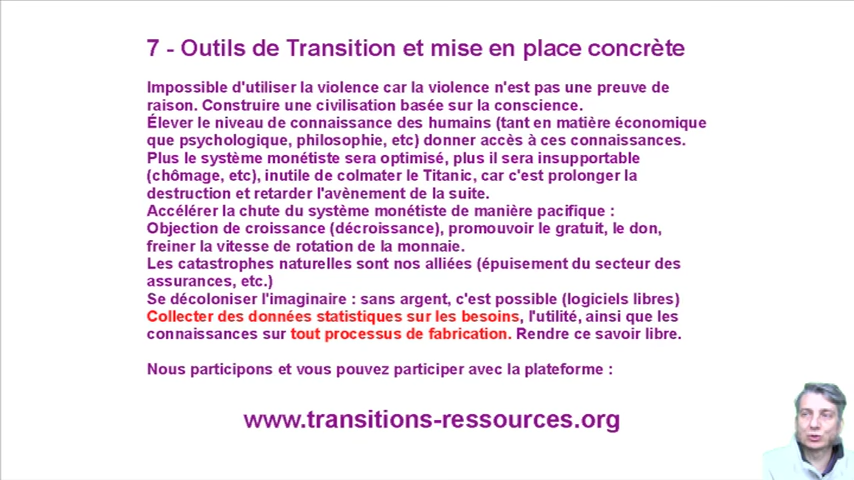 7 - Outils de Transition et mise en place concrète
Impossible d'utiliser la violence car la violence n'est pas une preuve de
raison. Construire une civilisation basée sur la conscience.
Élever le niveau de connaissance des humains (tant en matière économique
que psychologique, philosophie, etc) donner accès à ces connaissances.
Plus le système monétiste sera optimisé, plus il sera insupportable
(chômage, etc), inutile de colmater le Titanic, car c'est prolonger la
destruction et retarder l'avènement de la suite.
Accélérer la chute du système monétiste de manière pacifique :
Objection de croissance (décroissance), promouvoir le gratuit, le don,
freiner la vitesse de rotation de la monnaie.
Les catastrophes naturelles sont nos alliées (épuisement du secteur des
assurances, etc.)
Se décoloniser l'imaginaire : sans argent, c'est possible (logiciels libres)
Collecter des données statistiques sur les besoins, l'utilité, ainsi que les
connaissances sur tout processus de fabrication. Rendre ce savoir libre.
Nous participons et vous pouvez participer avec la plateforme :
www.transitions-ressources.org